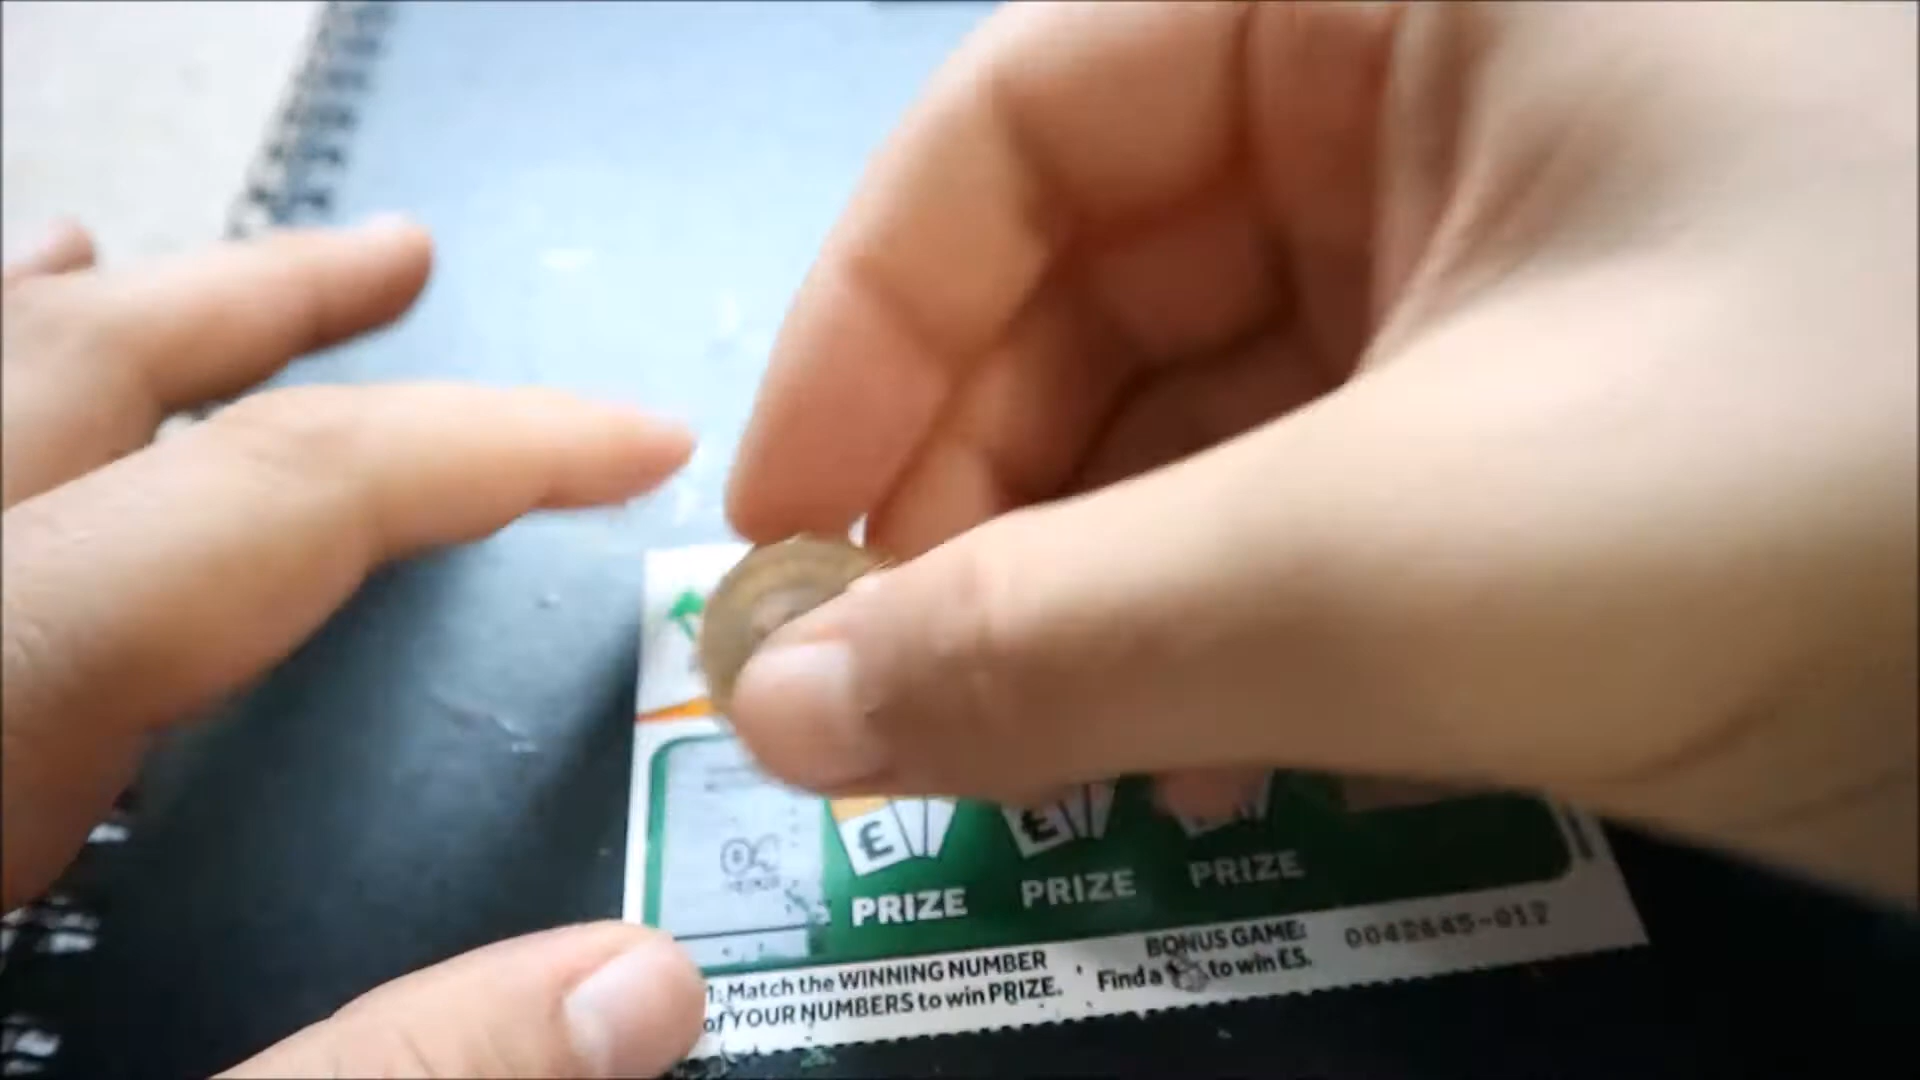 £ £
PRIZE PRIZE PRIZE
1: Match the WINNING NUMBER
of YOUR NUMBERS to win PRIZE.
BONUS GAME:
Find a to win £5.